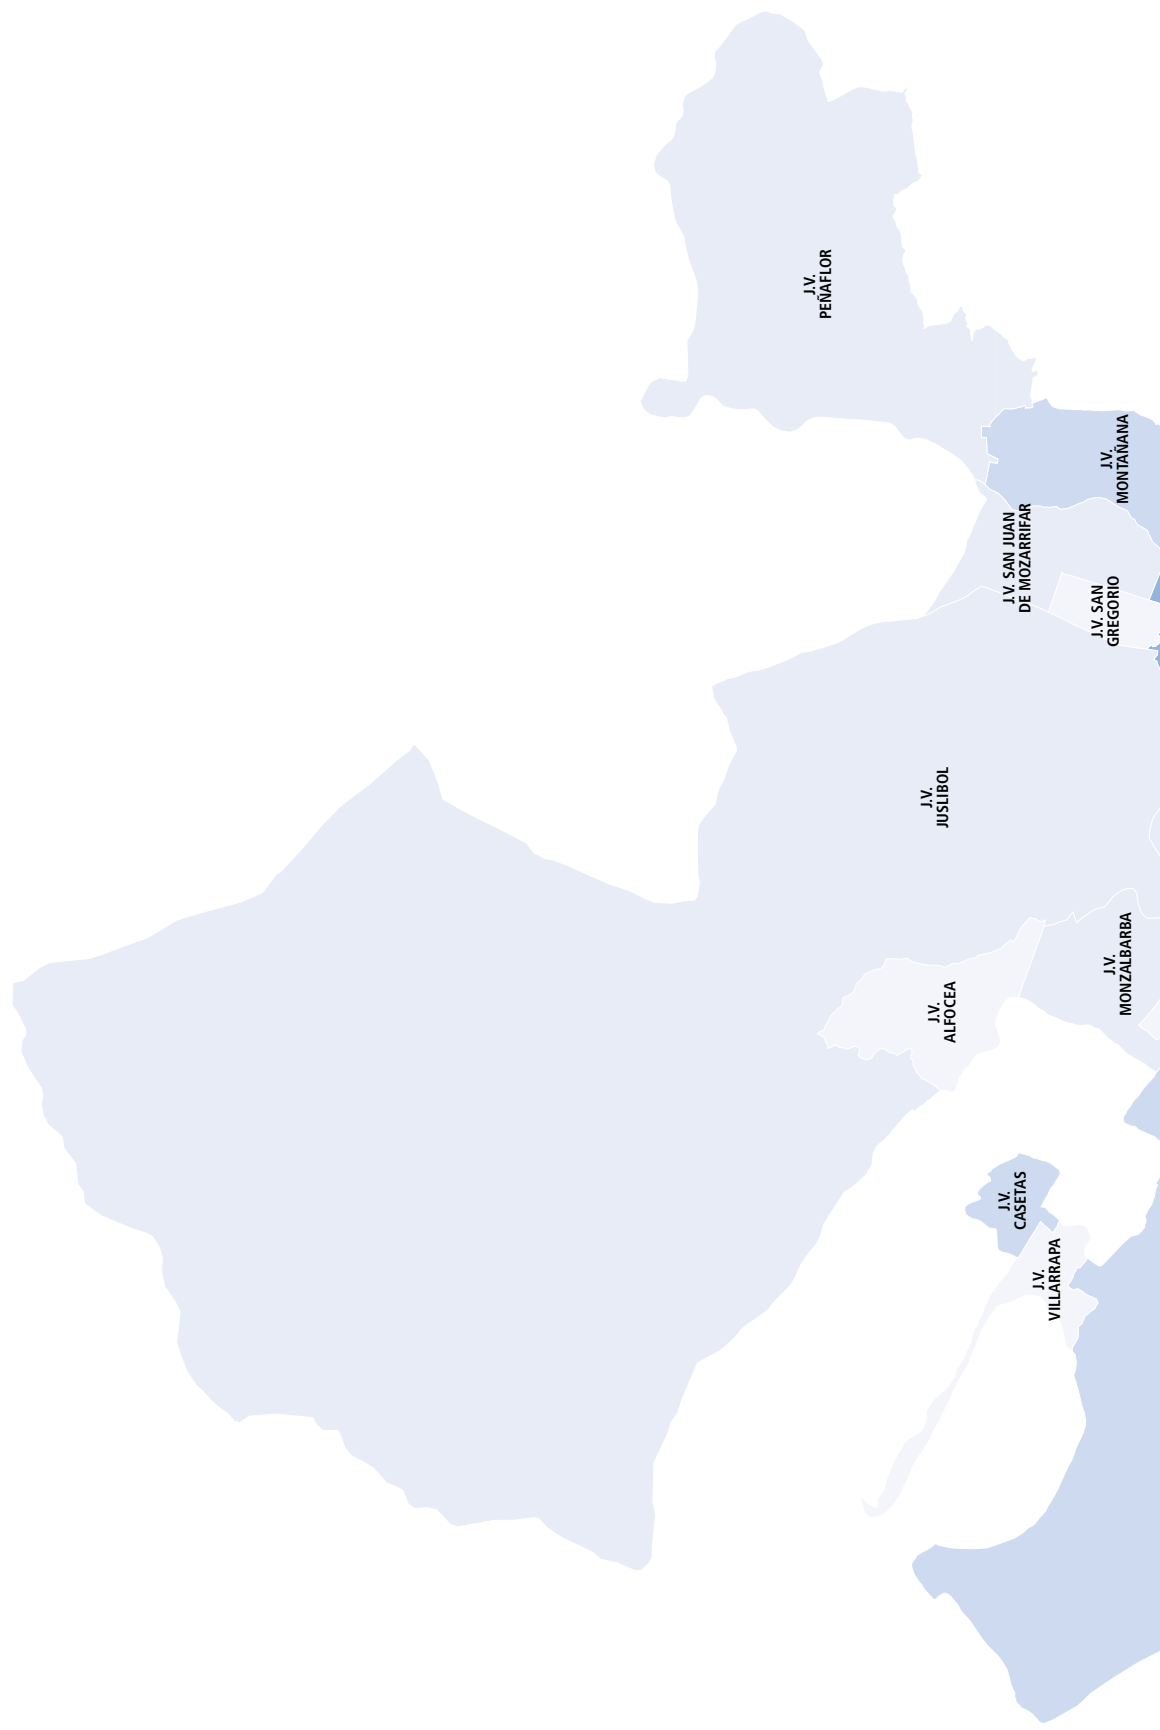 J.V.
PEÑAFLOR
J.V.
MONTAÑANA
J.V. SAN JUAN
DE MOZARRIFAR
J.V. SAN
GREGORIO
J.V.
JUSLIBOL
J.V.
MONZALBARBA
J.V.
ALFOCEA
J.V.
CASETAS
J.V.
VILLARRAPA